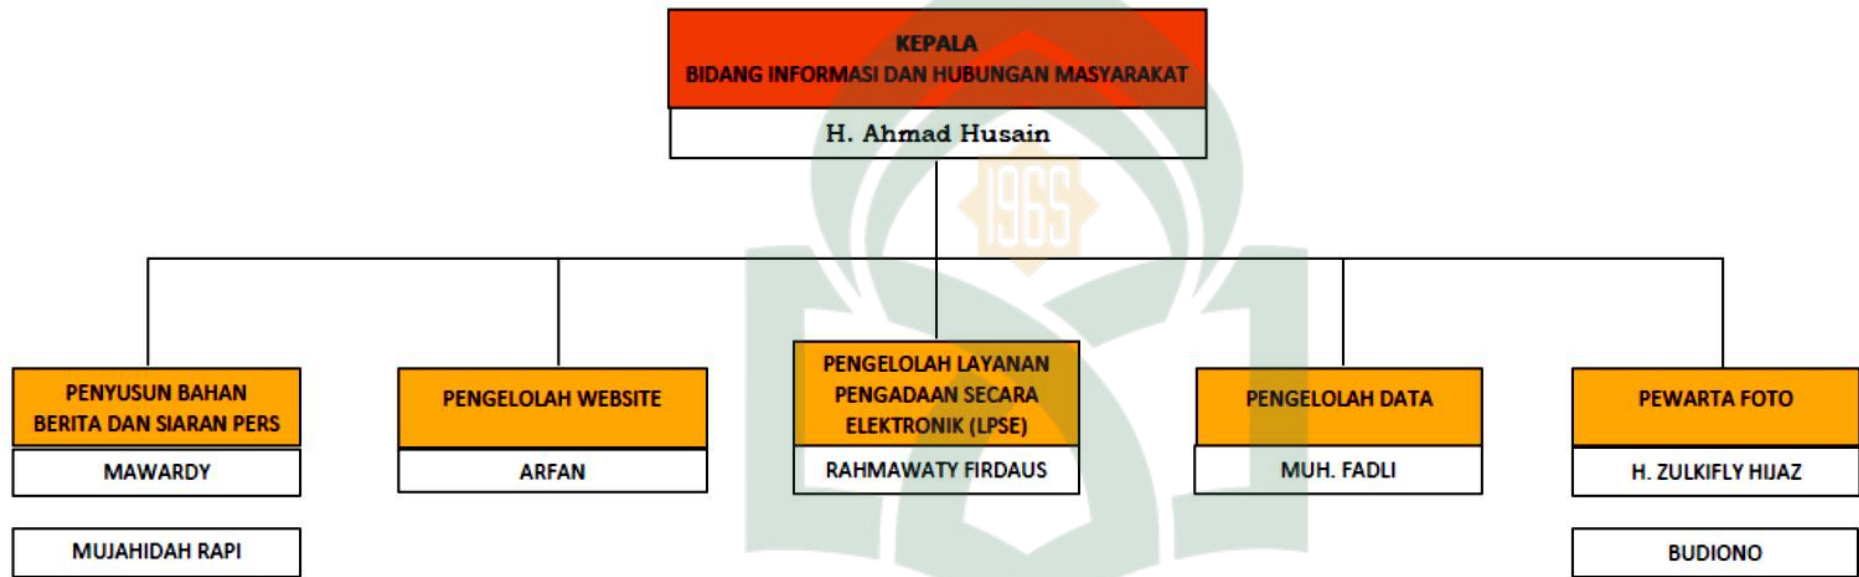 KEPALA
BIDANG INFORMASI DAN HUBUNGAN MASYARAKAT
H. Ahmad Husain
1965
PENYUSUN BAHAN
BERITA DAN SIARAN PERS
MAWARDY
MUJAHIDAH RAPI
PENGELOLAH WEBSITE
ARFAN
PENGELOLAH LAYANAN
PENGADAAN SECARA
ELEKTRONIK (LPSE)
RAHMAWATY FIRDAUS
PENGELOLAH DATA
MUH. FADLI
PEWARTA FOTO
H. ZULKIFLY HIJAZ
BUDIONO